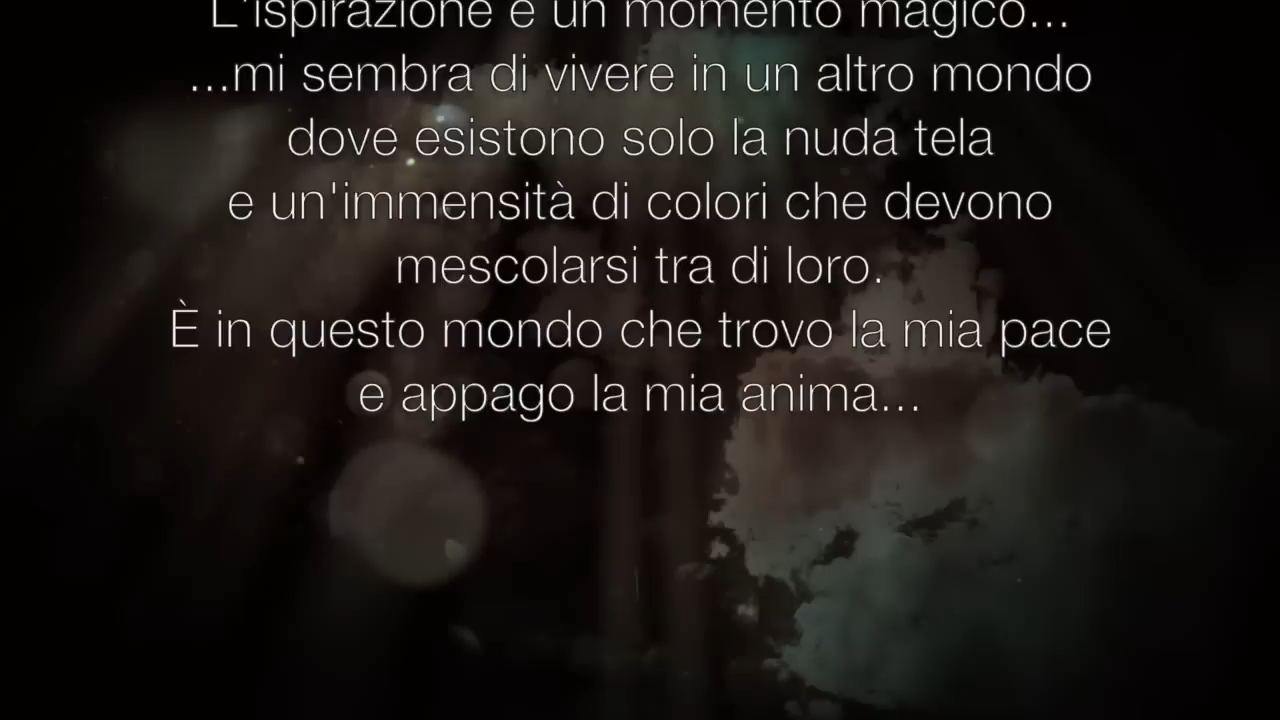 L'ispirazione è un momento magico...
...mi sembra di vivere in un altro mondo
dove esistono solo la nuda tela
e un'immensità di colori che devono
mescolarsi tra di loro.
È in questo mondo che trovo la mia pace
e appago la mia anima...